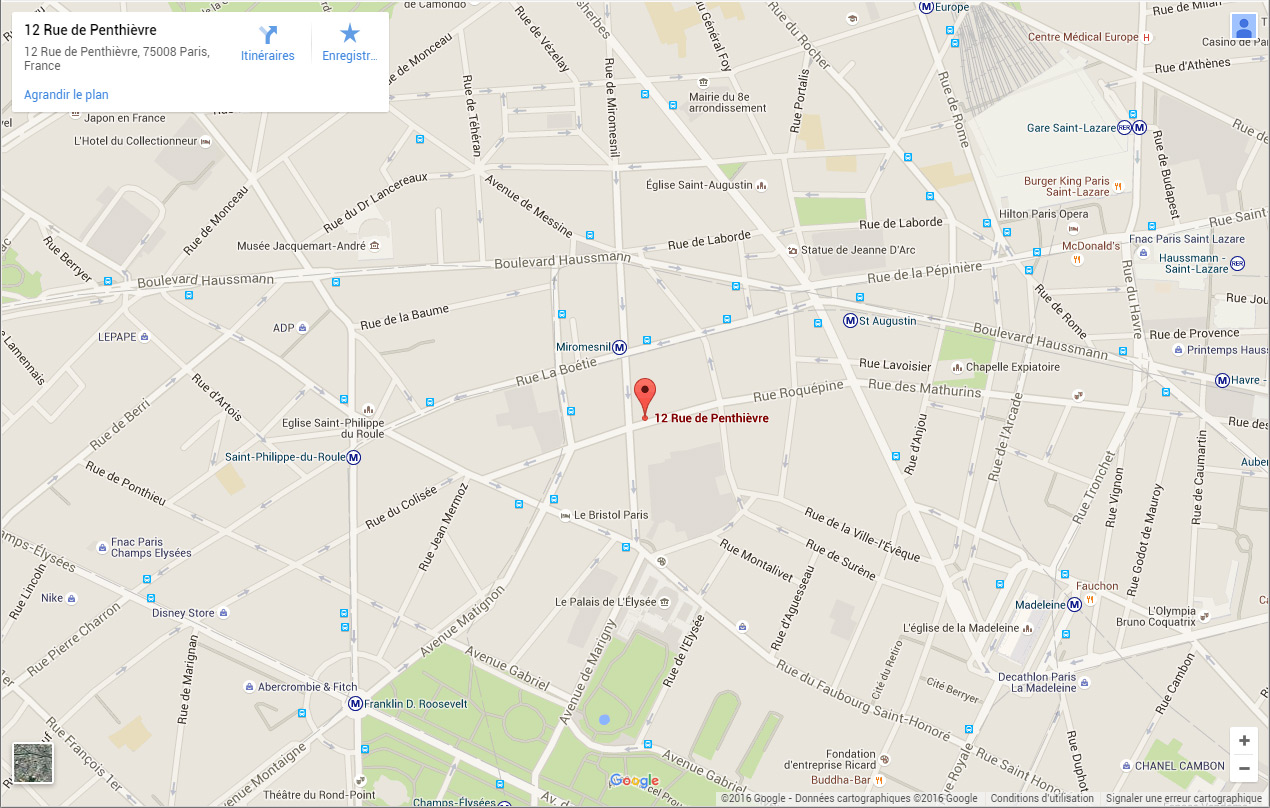 12 Rue de Penthièvre
12 Rue de Penthièvre, 75008 Paris,
France
Itinéraires
Enregistr...
Agrandir le plan
de Camondo
Rue de Monceau
Rue de Vézelay
Rue du Général Foy
Rue du Rocher
Europe
Centre Médical Europe
H
Casino de Par
Rue d'Athènes
Japon en France
L'Hotel du Collectionneur
Rue de Téhéran
Rue de Miromesnil
Mairie du 8e
arrondissement
Rue Portalis
Rue de Rome
Gare Saint-Lazare
RER
M
Rue de Budapest
Rue du Dr Lancereaux
Rue de Monceau
Avenue de Messine
Église Saint-Augustin
Burger King Paris
Saint-Lazare
Hilton Paris Opera
Rue Saint-
Rue Berryer
Musée Jacquemart-André
Rue de Laborde
Rue de Laborde
Statue de Jeanne D'Arc
McDonald's
Fnac Paris Saint Lazare
Haussmann -
Saint-Lazare
RER
Boulevard Haussmann
Boulevard Haussmann
Rue de la Pépinière
Rue du Havre
Rue de Rome
Rue Jou
LEPAPE
ADP
Rue de la Baume
Miromesnil
M
St Augustin
Boulevard Haussmann
Rue de Provence
Printemps Hauss
Lamennais
Rue La Boétie
Rue Lavoisier
Chapelle Expiatoire
Havre -
Rue d'Artois
Rue de Berri
12 Rue de Penthièvre
Rue Roquépine
Rue des Mathurins
Eglise Saint-Philippe
du Roule
Rue d'Anjou
Rue de l'Arcade
Rue des
Saint-Philippe-du-Roule
M
Rue de Ponthieu
Rue du Colisée
Rue Jean Mermoz
Rue Tronchet
Rue Vignon
Rue Godot de Mauroy
Rue de Caumartin
Auber
Le Bristol Paris
Rue de la Ville-l'Évêque
Rue de Surène
Rue Montalivet
Rue d'Aguesseau
Champs-Élysées
Fnac Paris
Champs Elysées
Rue Lincoln
Nike
Disney Store
Rue Pierre Charron
Rue de Marignan
Avenue Matignon
Le Palais de L'Élysée
Fauchon
Madeleine
M
L'Olympia
Bruno Coquatrix
L'église de la Madeleine
Avenue Gabriel
Avenue de Marigny
Rue de l'Elysée
Rue du Faubourg Saint-Honoré
Cité du Retiro
Cité Berryer
Decathlon Paris
La Madeleine
Rue Cambon
Abercrombie & Fitch
M
Franklin D. Roosevelt
Rue François 1er
Avenue Montaigne
Théâtre du Rond-Point
Champs-Élysées
Av. d
Avenue Gabriel
Fondation
d'entreprise Ricard
Buddha-Bar
Rue Royale
Rue Saint Hono
Rue Duphot
CHANEL CAMBON
+
−
Google
©2016 Google - Données cartographiques ©2016 Google
Conditions d'utilisation
Signaler une erreur cartographique